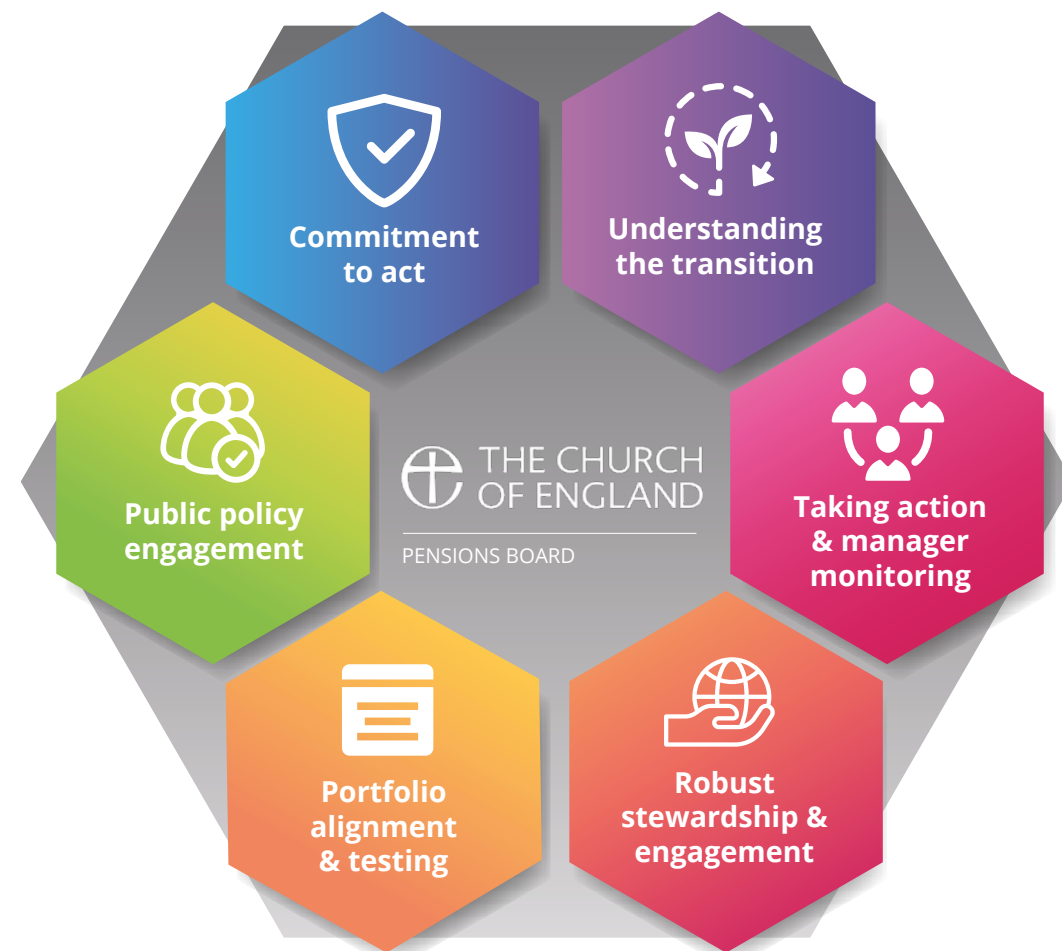 Commitment
to act
Understanding
the transition
Public policy
engagement
THE CHURCH
OF ENGLAND
PENSIONS BOARD
Taking action
& manager
monitoring
Portfolio
alignment
& testing
Robust
stewardship &
engagement